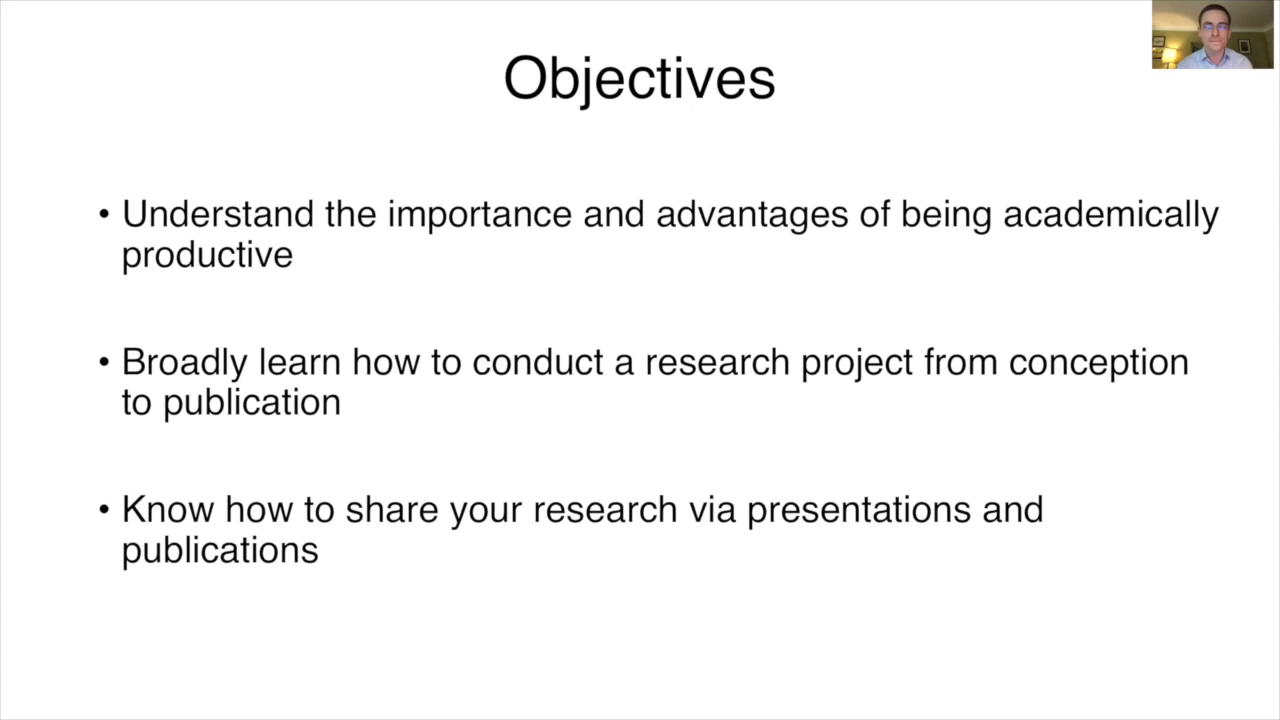 Objectives
• Understand the importance and advantages of being academically
productive
• Broadly learn how to conduct a research project from conception
to publication
• Know how to share your research via presentations and
publications